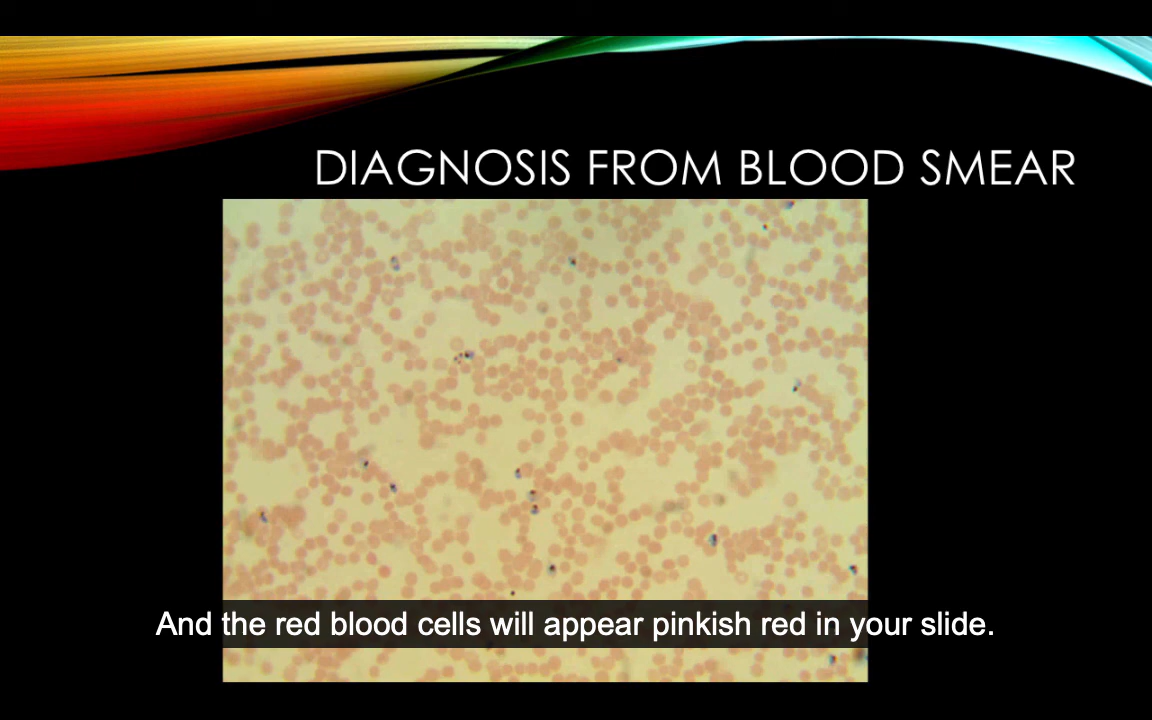 DIAGNOSIS FROM BLOOD SMEAR
And the red blood cells will appear pinkish red in your slide.